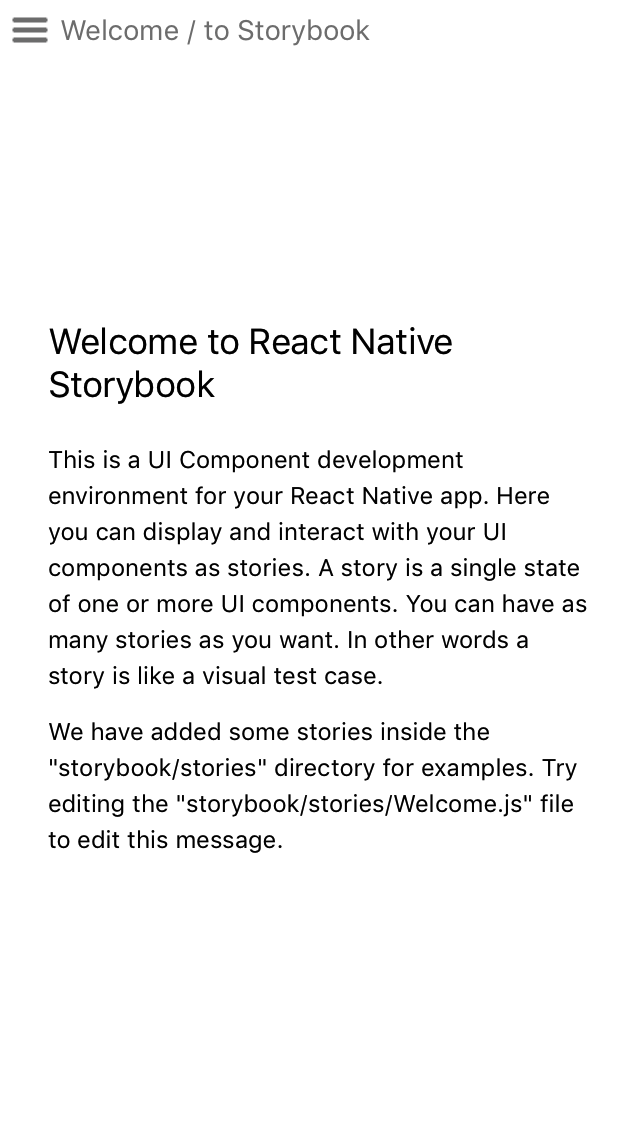 Welcome / to Storybook
Welcome to React Native
Storybook
This is a UI Component development
environment for your React Native app. Here
you can display and interact with your UI
components as stories. A story is a single state
of one or more UI components. You can have as
many stories as you want. In other words a
story is like a visual test case.
We have added some stories inside the
"storybook/stories" directory for examples. Try
editing the "storybook/stories/Welcome.js" file
to edit this message.